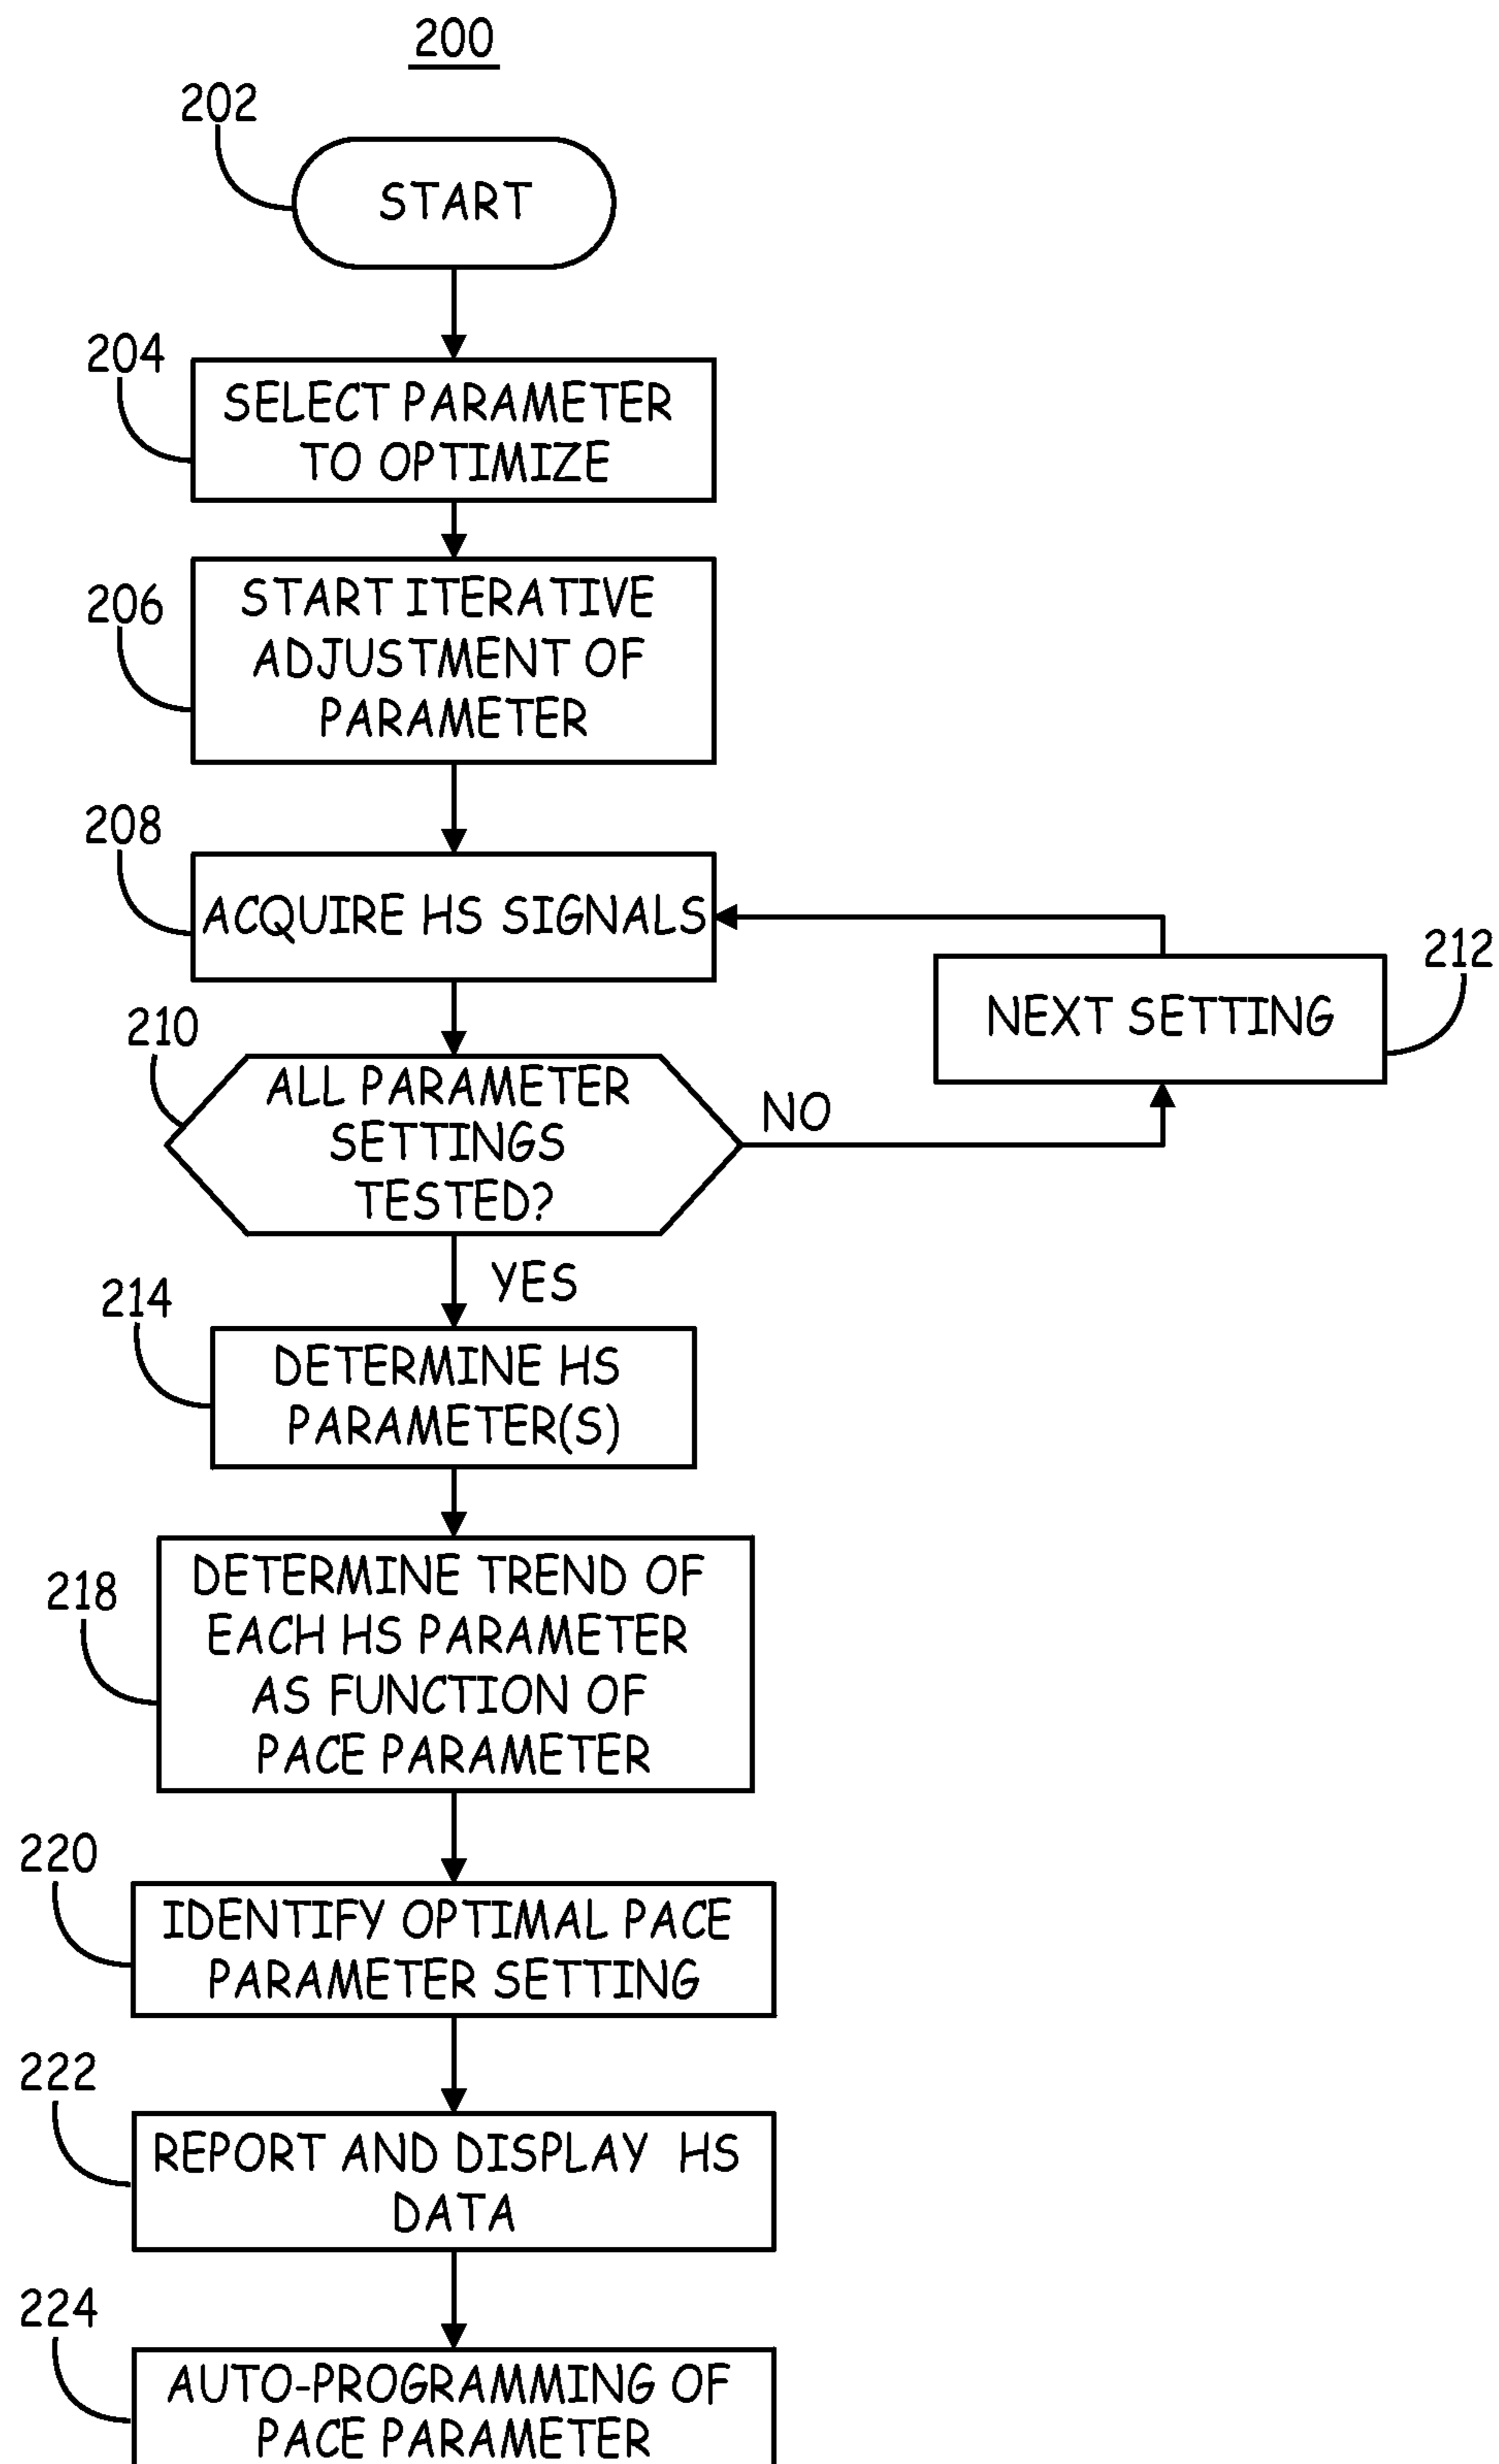 200
202
START
204
SELECT PARAMETER
TO OPTIMIZE
206
START ITERATIVE
ADJUSTMENT OF
PARAMETER
208
ACQUIRE HS SIGNALS
212
NEXT SETTING
210
ALL PARAMETER
SETTINGS
TESTED?
NO
YES
214
DETERMINE HS
PARAMETER(S)
218
DETERMINE TREND OF
EACH HS PARAMETER
AS FUNCTION OF
PACE PARAMETER
220
IDENTIFY OPTIMAL PACE
PARAMETER SETTING
222
REPORT AND DISPLAY HS
DATA
224
AUTO-PROGRAMMING OF
PACE PARAMETER